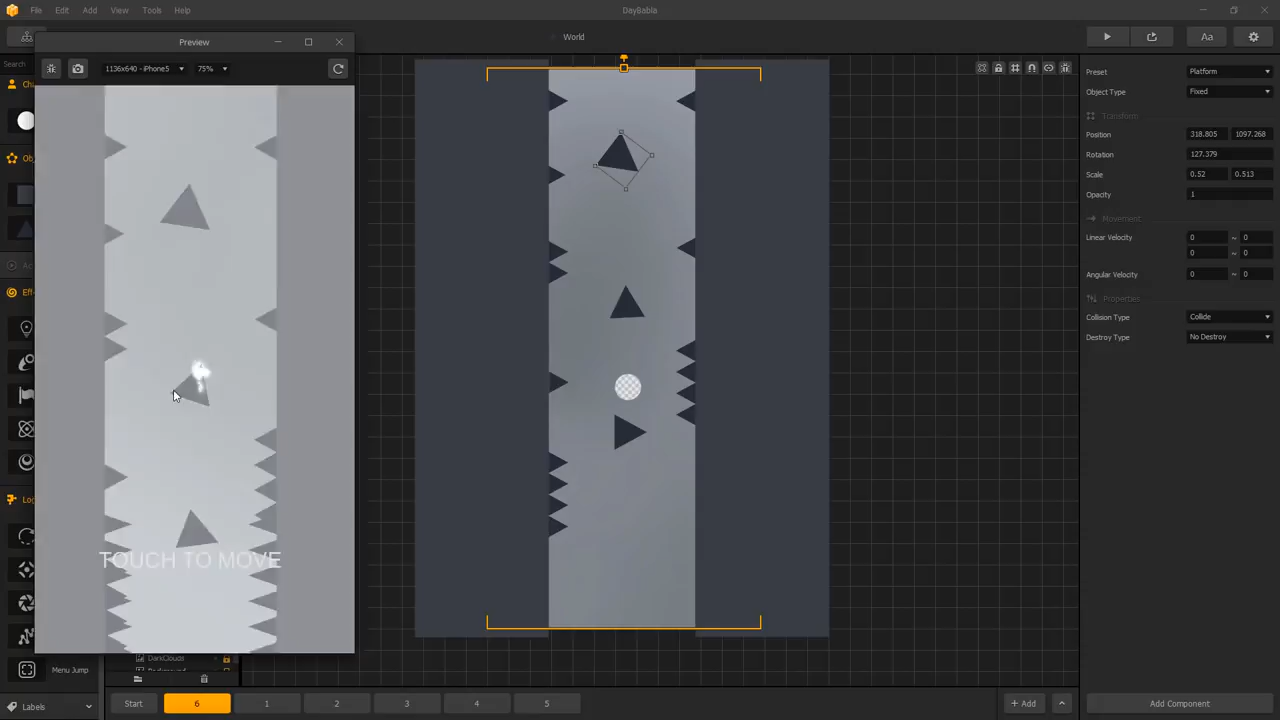 File Edit Add View Tools Help
DayBabla
World
Aa
Preview
1136x640 - iPhone5 75%
Search
TOUCH TO MOVE
DarkClouds
Menu Jump
Labels
Start 6 1 2 3 4 5 + Add
Preset Platform
Object Type Fixed
Transform
Position 318.805 1097.268
Rotation 127.379
Scale 0.52 0.513
Opacity 1
Movement
Linear Velocity 0 ~ 0
0 ~ 0
Angular Velocity 0 ~ 0
Properties
Collision Type Collide
Destroy Type No Destroy
Add Component